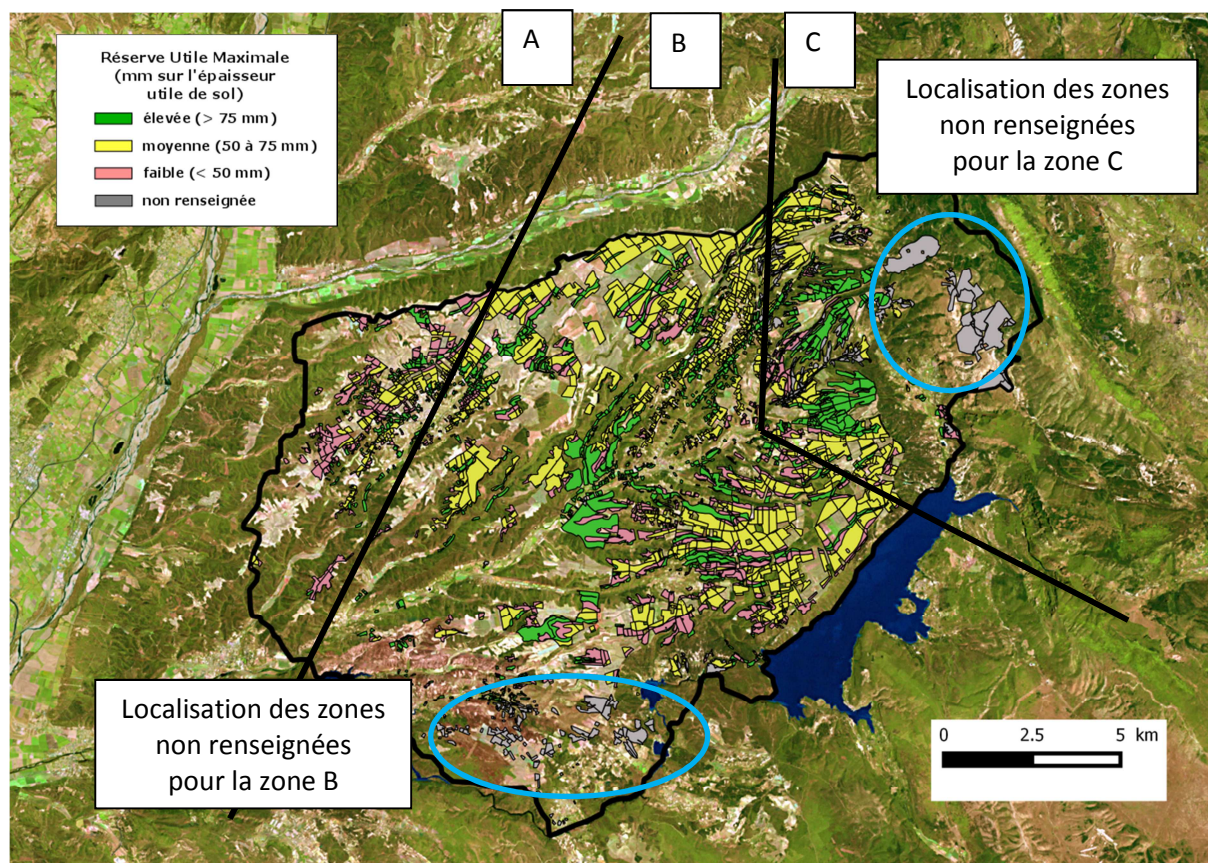 A
B
C
Réserve Utile Maximale
(mm sur l'épaisseur
utile de sol)
élevée (> 75 mm)
moyenne (50 à 75 mm)
faible (< 50 mm)
non renseignée
Localisation des zones
non renseignées
pour la zone C
Localisation des zones
non renseignées
pour la zone B
0 2.5 5 km